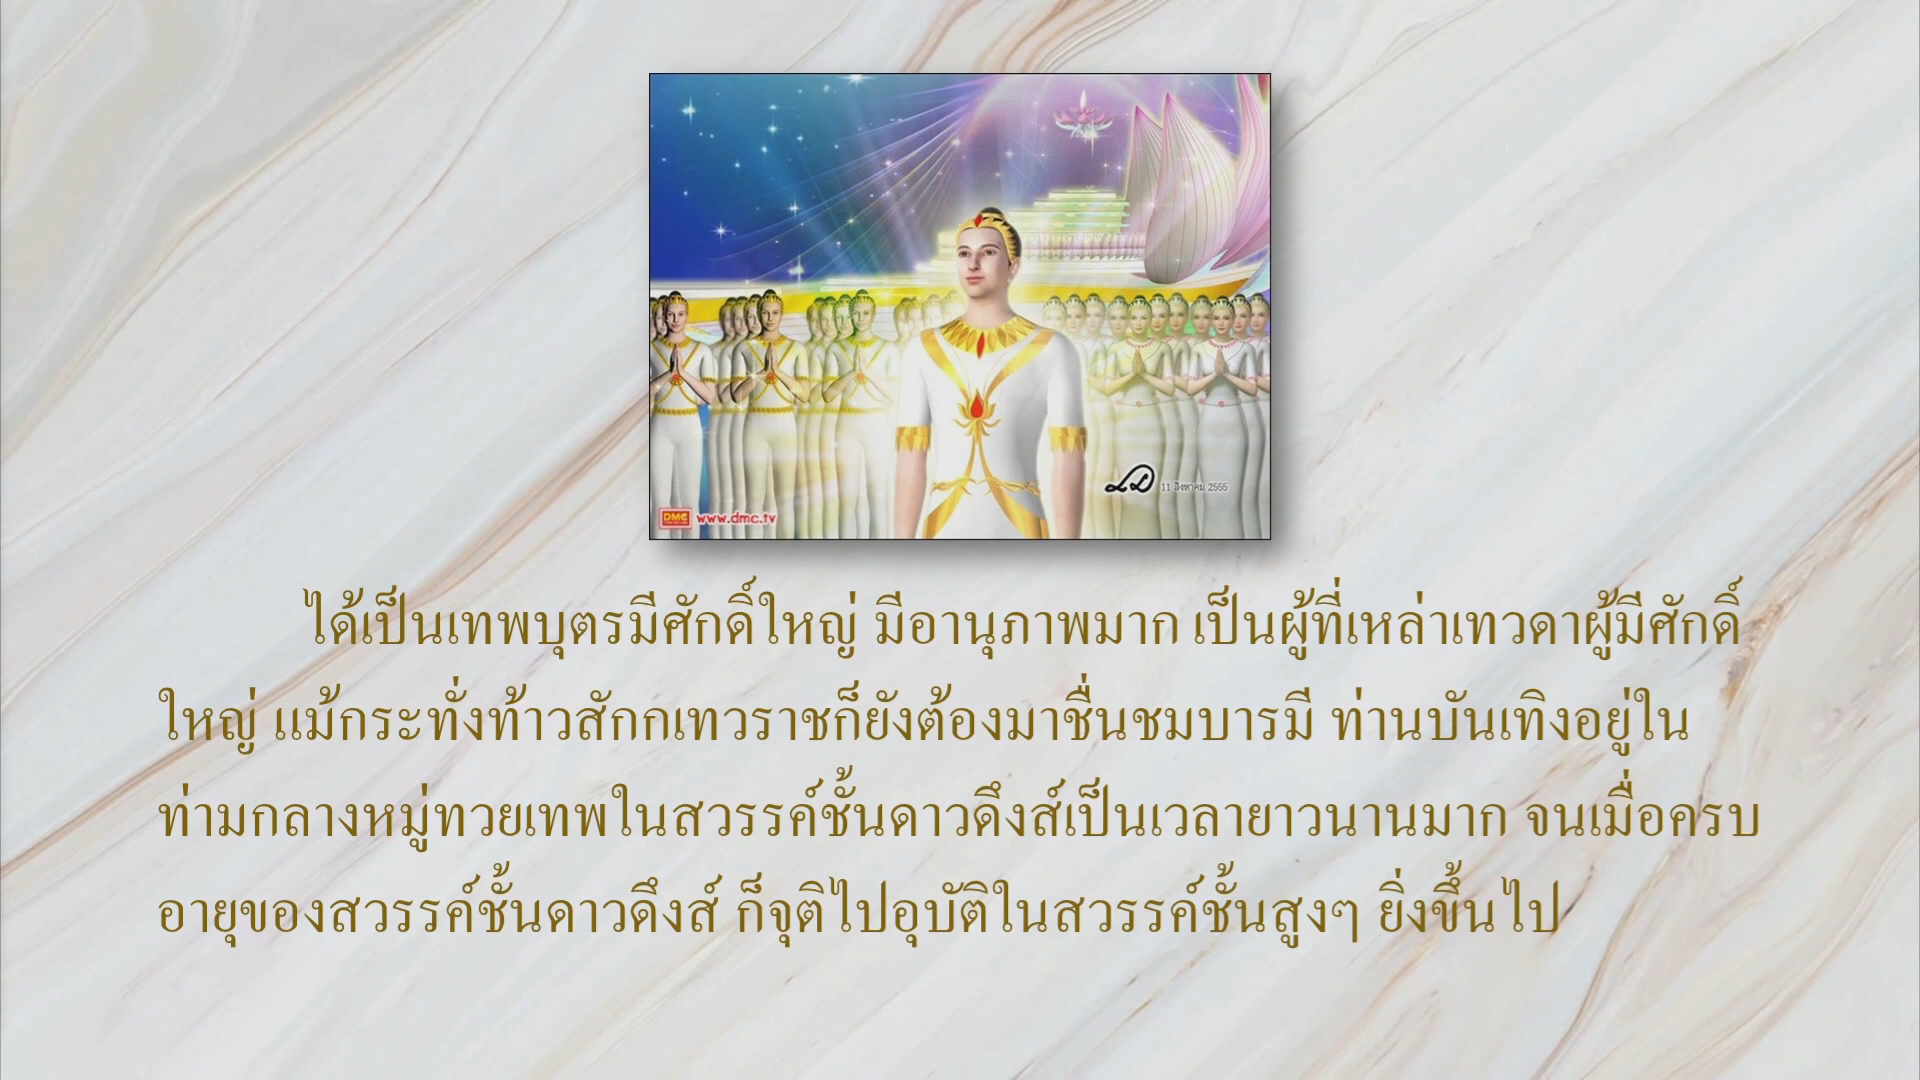 11 สิงหาคม 2555
DMC www.dmc.tv
ได้เป็นเทพบุตรมีศักดิ์ใหญ่ มีอานุภาพมาก เป็นผู้ที่เหล่าเทวดาผู้มีศักดิ์
ใหญ่ แม้กระทั่งท้าวสักกเทวราชก็ยังต้องมาชื่นชมบารมี ท่านบันเทิงอยู่ใน
ท่ามกลางหมู่ทวยเทพในสวรรค์ชั้นดาวดึงส์เป็นเวลายาวนานมาก จนเมื่อครบ
อายุของสวรรค์ชั้นดาวดึงส์ ก็จุติไปอุบัติในสวรรค์ชั้นสูงๆ ยิ่งขึ้นไป